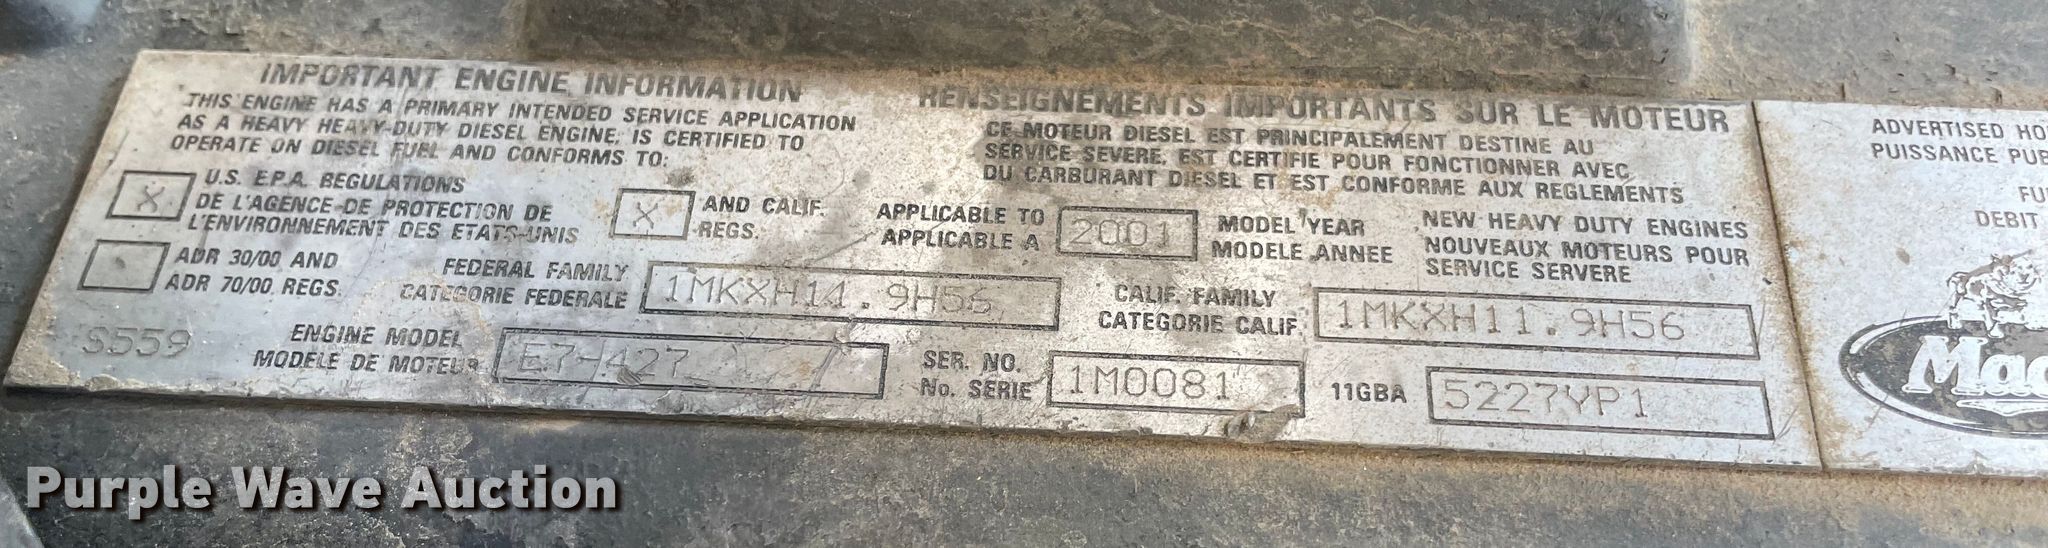 IMPORTANT ENGINE INFORMATION
THIS ENGINE HAS A PRIMARY INTENDED SERVICE APPLICATION
AS A HEAVY HEAVY-DUTY DIESEL ENGINE, IS CERTIFIED TO
OPERATE ON DIESEL FUEL AND CONFORMS TO:
RENSEIGNEMENTS IMPORTANTS SUR LE MOTEUR
CE MOTEUR DIESEL EST PRINCIPALEMENT DESTINE AU
SERVICE SEVERE, EST CERTIFIE POUR FONCTIONNER AVEC
DU CARBURANT DIESEL ET EST CONFORME AUX REGLEMENTS
X U.S. E.P.A. REGULATIONS
DE L'AGENCE DE PROTECTION DE
L'ENVIRONNEMENT DES ETATS-UNIS
X AND CALIF.
REGS.
APPLICABLE TO
APPLICABLE A
2001
MODEL YEAR
MODELE ANNEE
NEW HEAVY DUTY ENGINES
NOUVEAUX MOTEURS POUR
SERVICE SERVERE
ADR 30/00 AND
ADR 70/00 REGS.
FEDERAL FAMILY
CATEGORIE FEDERALE
1MKXH11.9H56
CALIF. FAMILY
CATEGORIE CALIF.
1MKXH11.9H56
S559
ENGINE MODEL
MODÈLE DE MOTEUR
E7-427
SER. NO.
No. SERIE
1M0081
11GBA
5227YP1
ADVERTISED HO
PUISSANCE PUB
FU
DEBIT
Mac
Purple Wave Auction